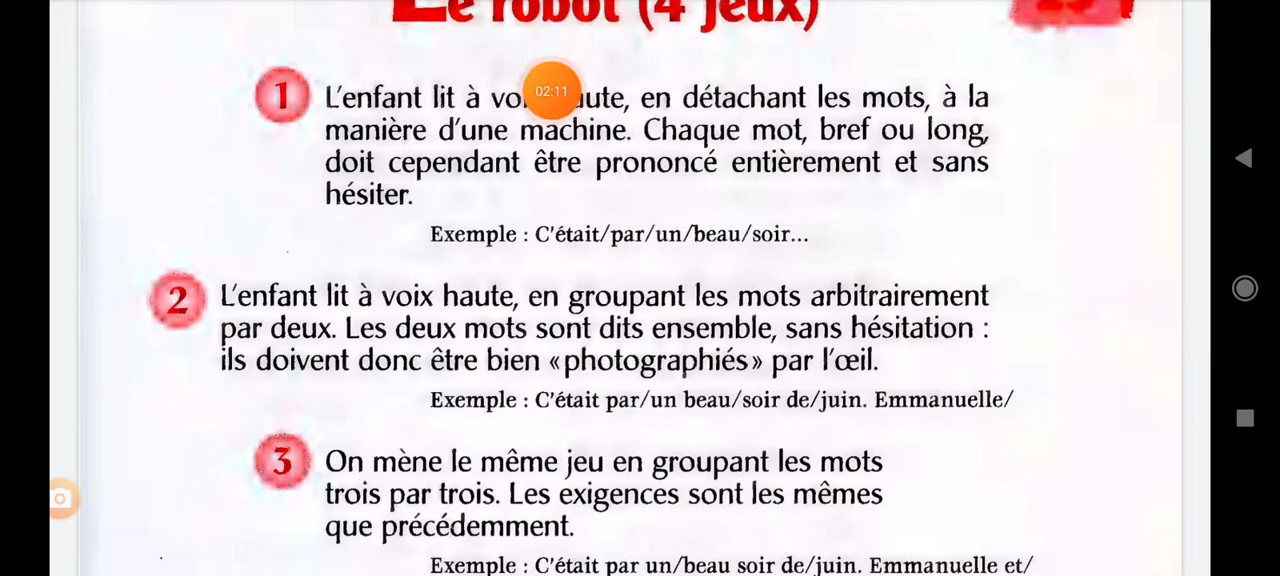 Le robot (4 jeux)
1 L'enfant lit à 02:11 en détachant les mots, à la
manière d'une machine. Chaque mot, bref ou long,
doit cependant être prononcé entièrement et sans
hésiter.
Exemple : C'était/par/un/beau/soir...
2 L'enfant lit à voix haute, en groupant les mots arbitrairement
par deux. Les deux mots sont dits ensemble, sans hésitation :
ils doivent donc être bien «photographiés» par l'œil.
Exemple : C'était par/un beau/soir de/juin. Emmanuelle/
3 On mène le même jeu en groupant les mots
trois par trois. Les exigences sont les mêmes
que précédemment.
Exemple : C'était par un/beau soir de/juin. Emmanuelle et/